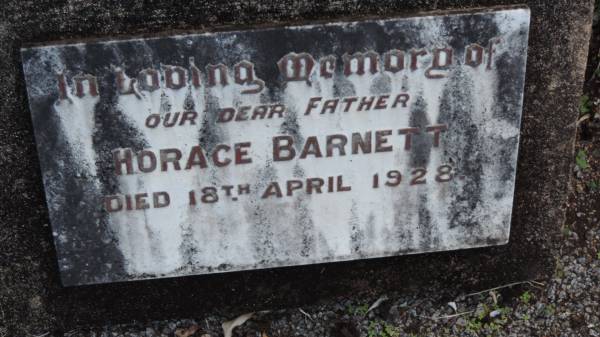 In Loving Memory of
OUR DEAR FATHER
HORACE BARNETT
DIED 18TH APRIL 1928